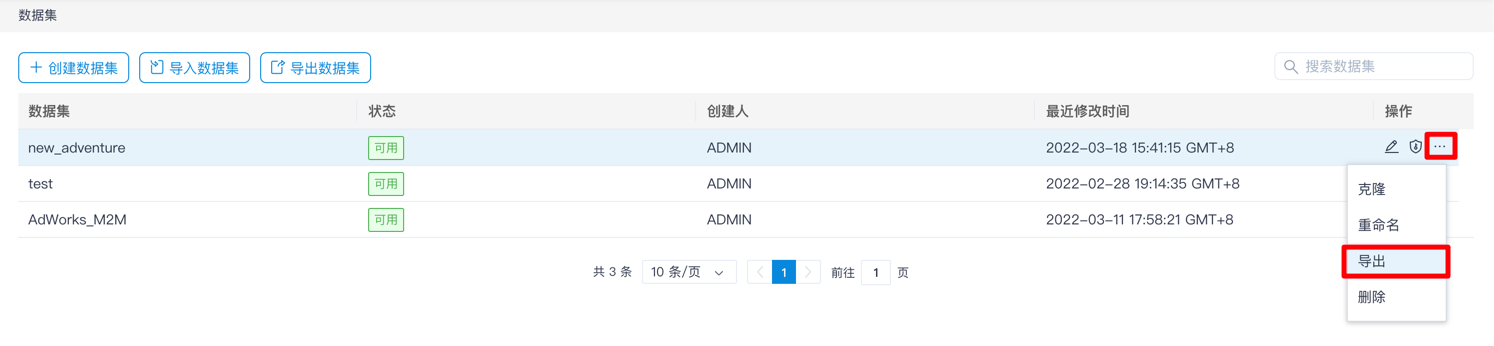 数据集
创建数据集 导入数据集 导出数据集 搜索数据集
数据集 状态 创建人 最近修改时间 操作
new_adventure 可用 ADMIN 2022-03-18 15:41:15 GMT+8
test 可用 ADMIN 2022-02-28 19:14:35 GMT+8
AdWorks_M2M 可用 ADMIN 2022-03-11 17:58:21 GMT+8
克隆
重命名
导出
删除
共 3 条 10 条/页 1 前往 1 页